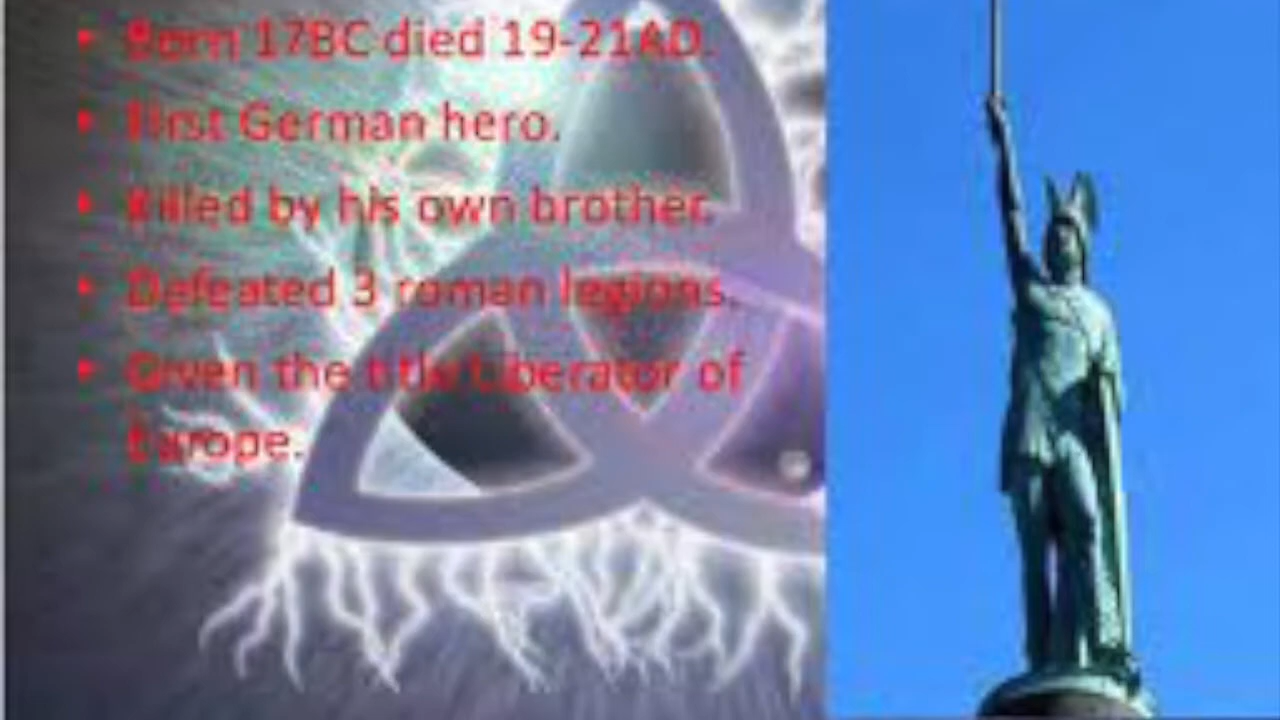 • Born 17BC died 19-21AD.
• First German hero.
• Killed by his own brother.
• Defeated 3 roman legions.
• Given the title Liberator of
Europe.